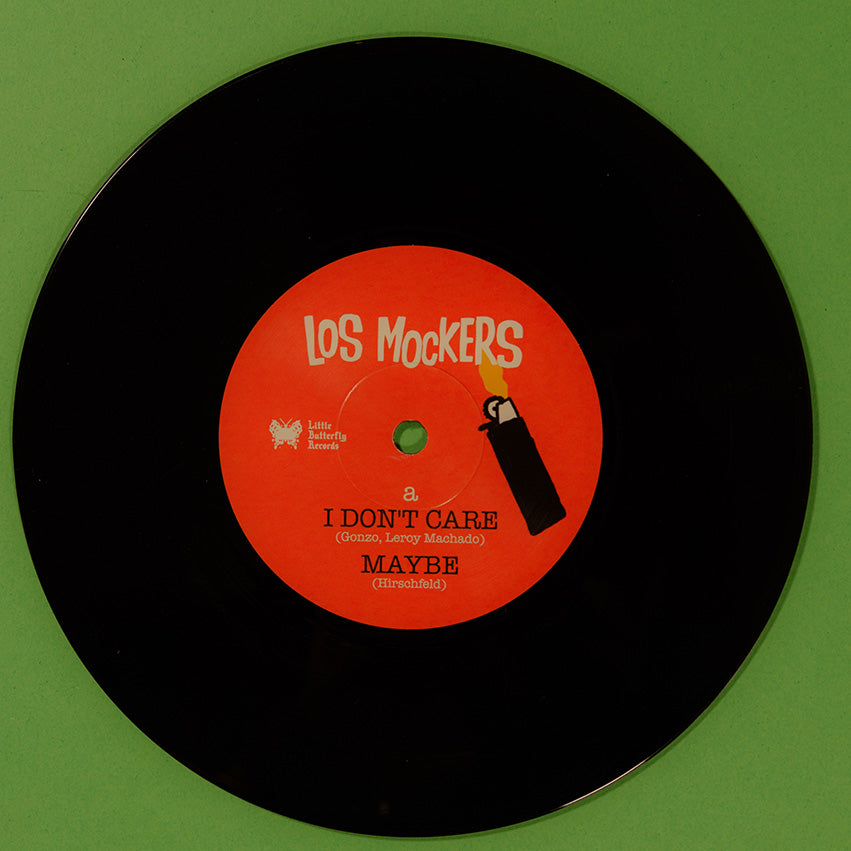 LOS MOCKERS
Little
Butterfly
Records
a
I DON'T CARE
(Gonzo, Leroy Machado)
MAYBE
(Hirschfeld)